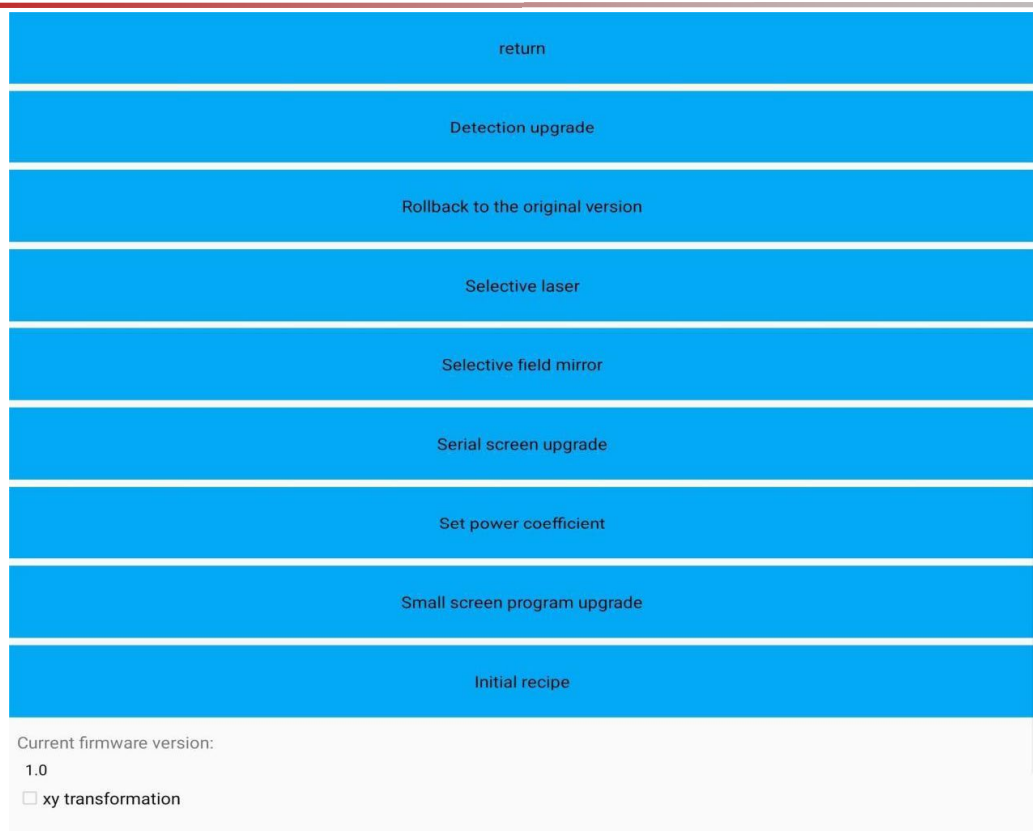 return
Detection upgrade
Rollback to the original version
Selective laser
Selective field mirror
Serial screen upgrade
Set power coefficient
Small screen program upgrade
Initial recipe
Current firmware version:
1.0
xy transformation